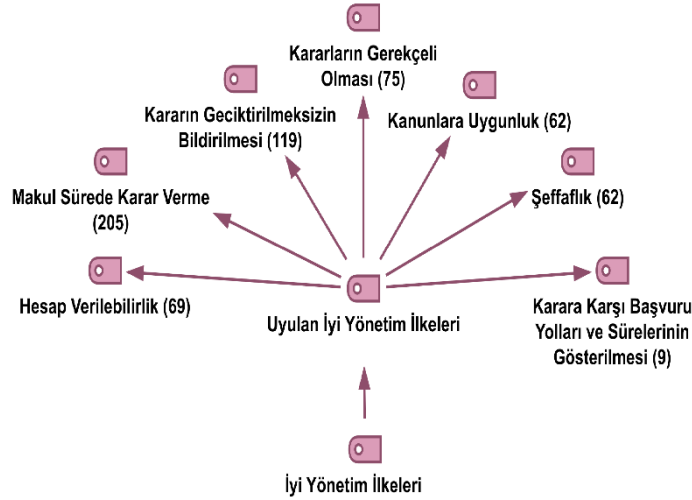 Kararların Gerekçeli
Olması (75)
Kararın Geciktirilmeksizin
Bildirilmesi (119)
Kanunlara Uygunluk (62)
Makul Sürede Karar Verme
(205)
Şeffaflık (62)
Hesap Verilebilirlik (69)
Uyulan İyi Yönetim İlkeleri
Karara Karşı Başvuru
Yolları ve Sürelerinin
Gösterilmesi (9)
İyi Yönetim İlkeleri